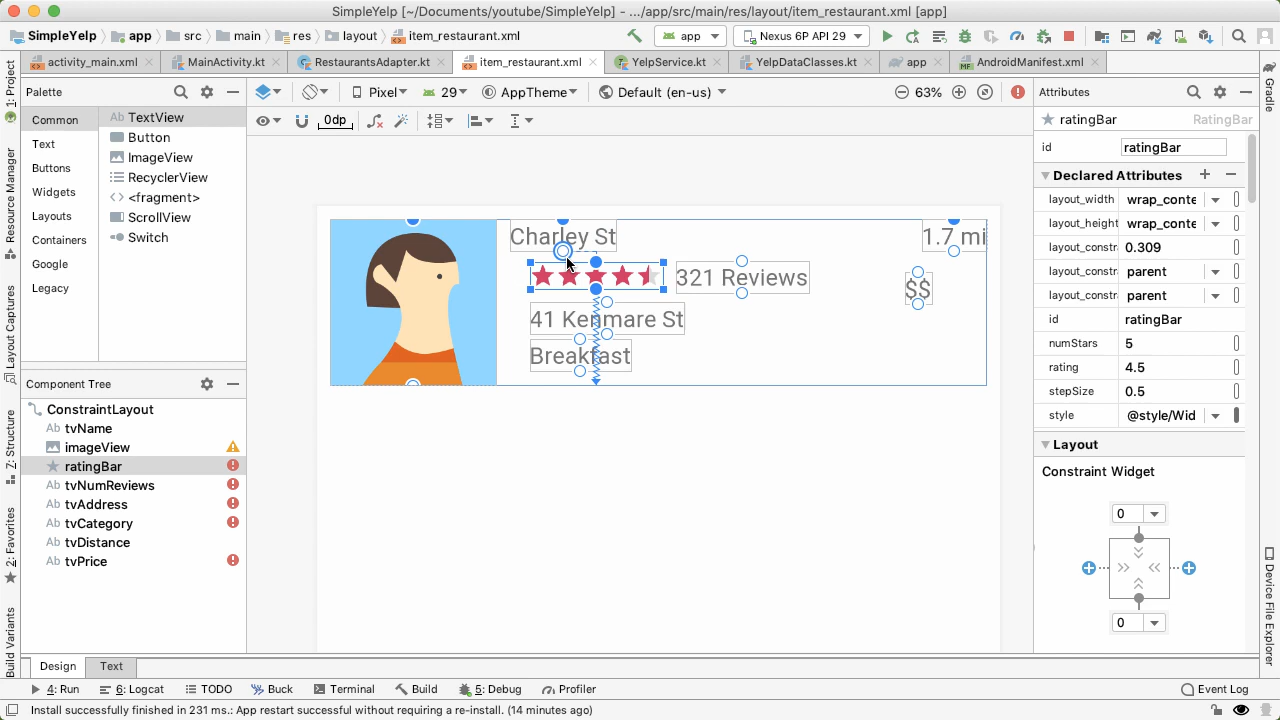 SimpleYelp [~/Documents/youtube/SimpleYelp] - .../app/src/main/res/layout/item_restaurant.xml [app]
SimpleYelp app src main res layout item_restaurant.xml app Nexus 6P API 29
activity_main.xml MainActivity.kt RestaurantsAdapter.kt item_restaurant.xml YelpService.kt YelpDataClasses.kt app AndroidManifest.xml
1: Project
Resource Manager
Layout Captures
Z: Structure
2: Favorites
Build Variants
Palette
Common
Text
Buttons
Widgets
Layouts
Containers
Google
Legacy
Ab TextView
Button
ImageView
RecyclerView
<fragment>
ScrollView
Switch
Component Tree
ConstraintLayout
Ab tvName
imageView
ratingBar
Ab tvNumReviews
Ab tvAddress
Ab tvCategory
Ab tvDistance
Ab tvPrice
Pixel 29 AppTheme Default (en-us) 63%
0dp
Charley St 1.7 mi
321 Reviews $$
41 Kenmare St
Breakfast
Attributes
ratingBar RatingBar
id ratingBar
Declared Attributes
layout_width wrap_conte
layout_height wrap_conte
layout_constr 0.309
layout_constr parent
layout_constr parent
id ratingBar
numStars 5
rating 4.5
stepSize 0.5
style @style/Wid
Layout
Constraint Widget
0
0
Gradle
Device File Explorer
Design Text
4: Run 6: Logcat TODO Buck Terminal Build 5: Debug Profiler Event Log
Install successfully finished in 231 ms.: App restart successful without requiring a re-install. (14 minutes ago)